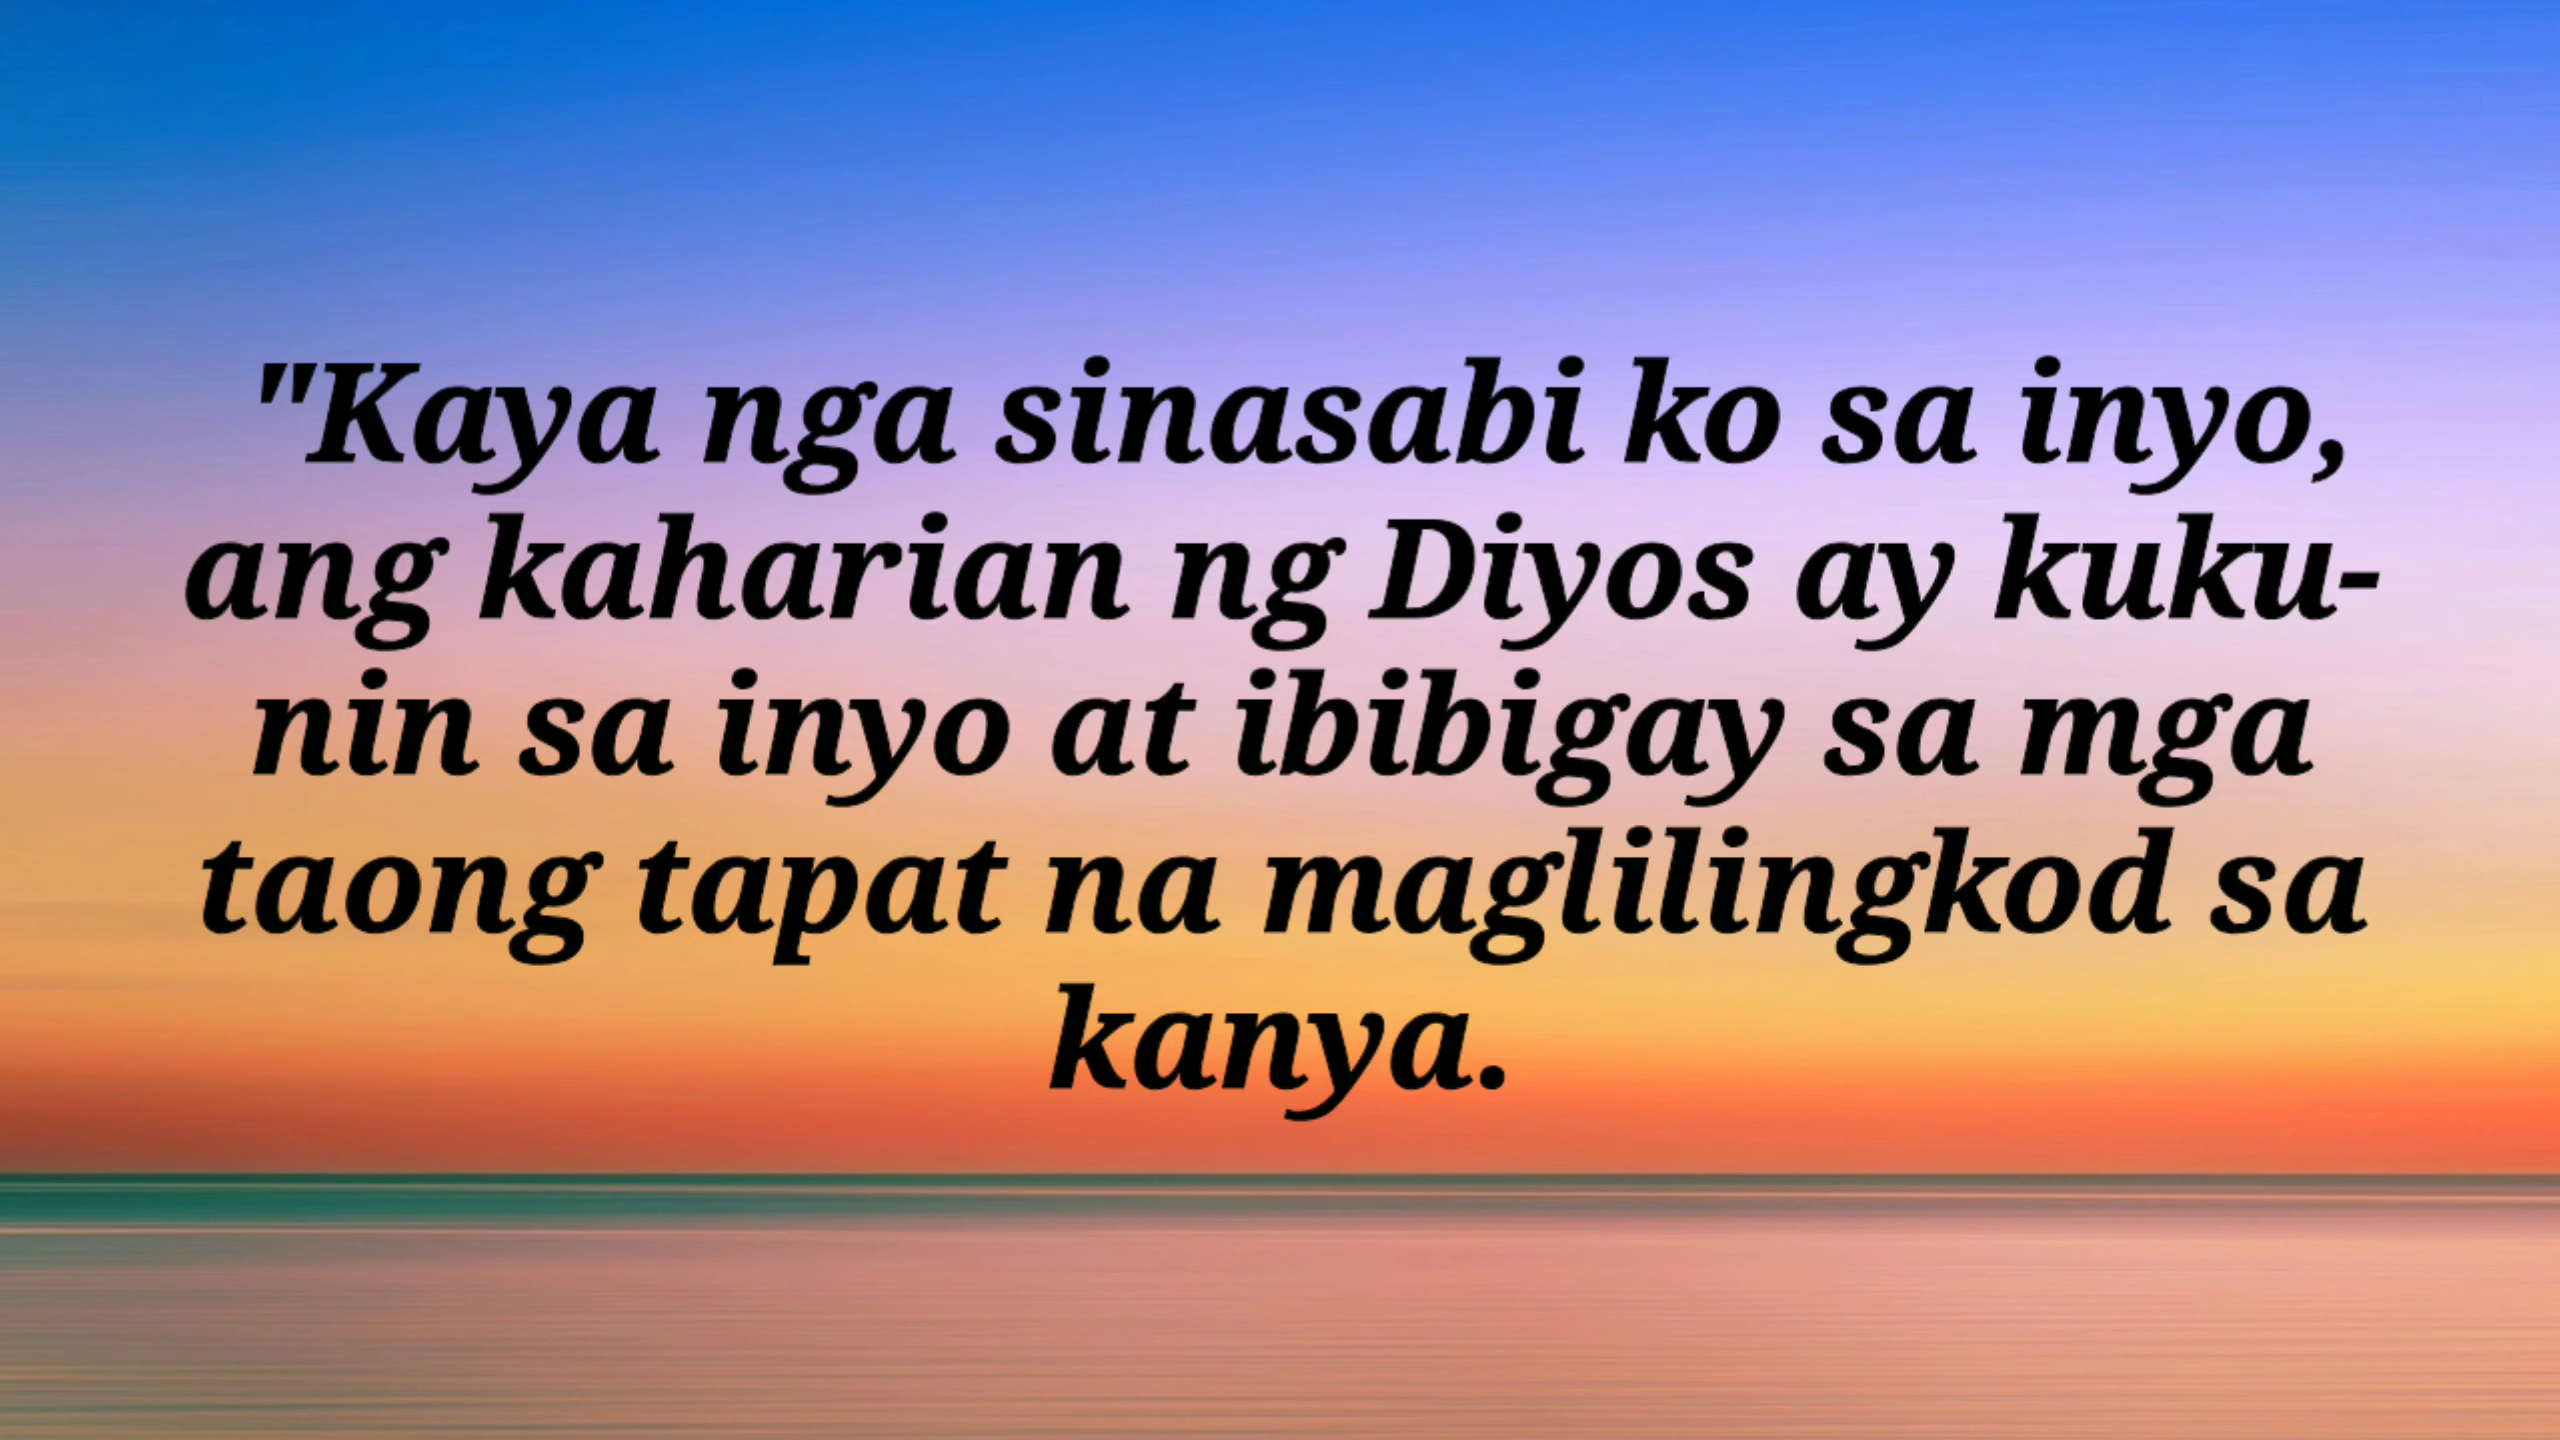 "Kaya nga sinasabi ko sa inyo,
ang kaharian ng Diyos ay kuku-
nin sa inyo at ibibigay sa mga
taong tapat na maglilingkod sa
kanya.